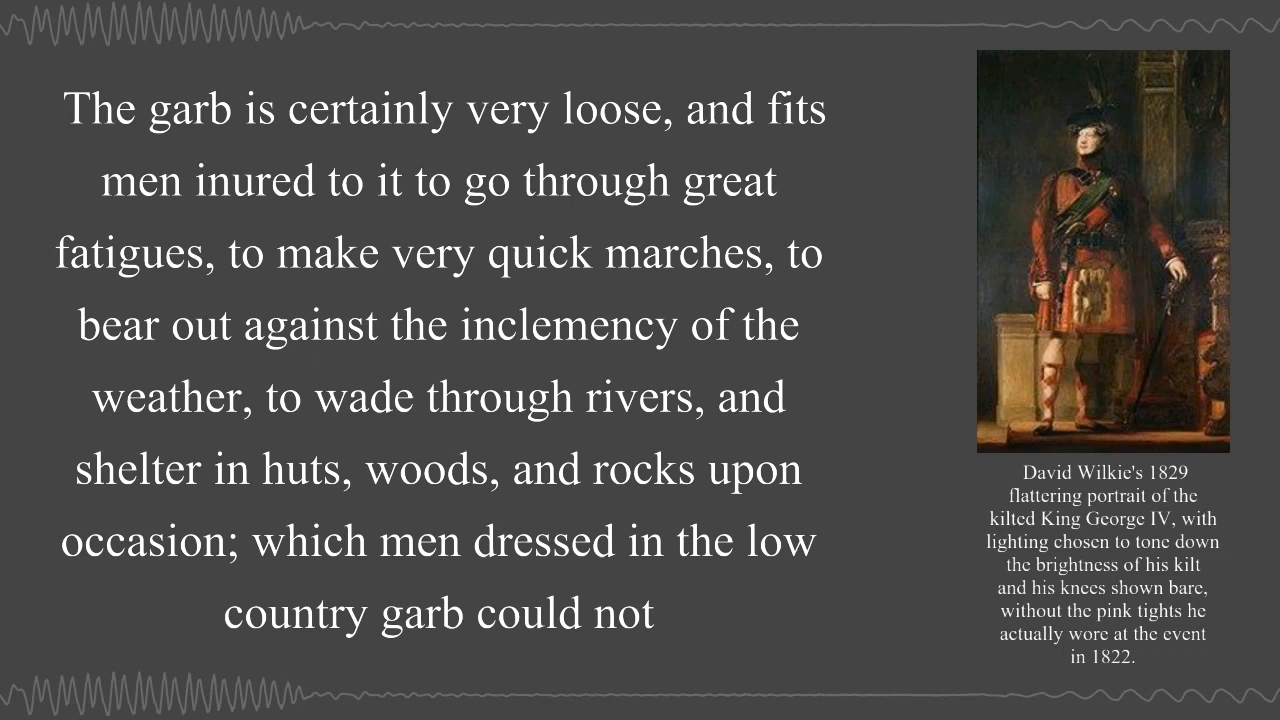 The garb is certainly very loose, and fits
men inured to it to go through great
fatigues, to make very quick marches, to
bear out against the inclemency of the
weather, to wade through rivers, and
shelter in huts, woods, and rocks upon
occasion; which men dressed in the low
country garb could not
David Wilkie's 1829
flattering portrait of the
kilted King George IV, with
lighting chosen to tone down
the brightness of his kilt
and his knees shown bare,
without the pink tights he
actually wore at the event
in 1822.